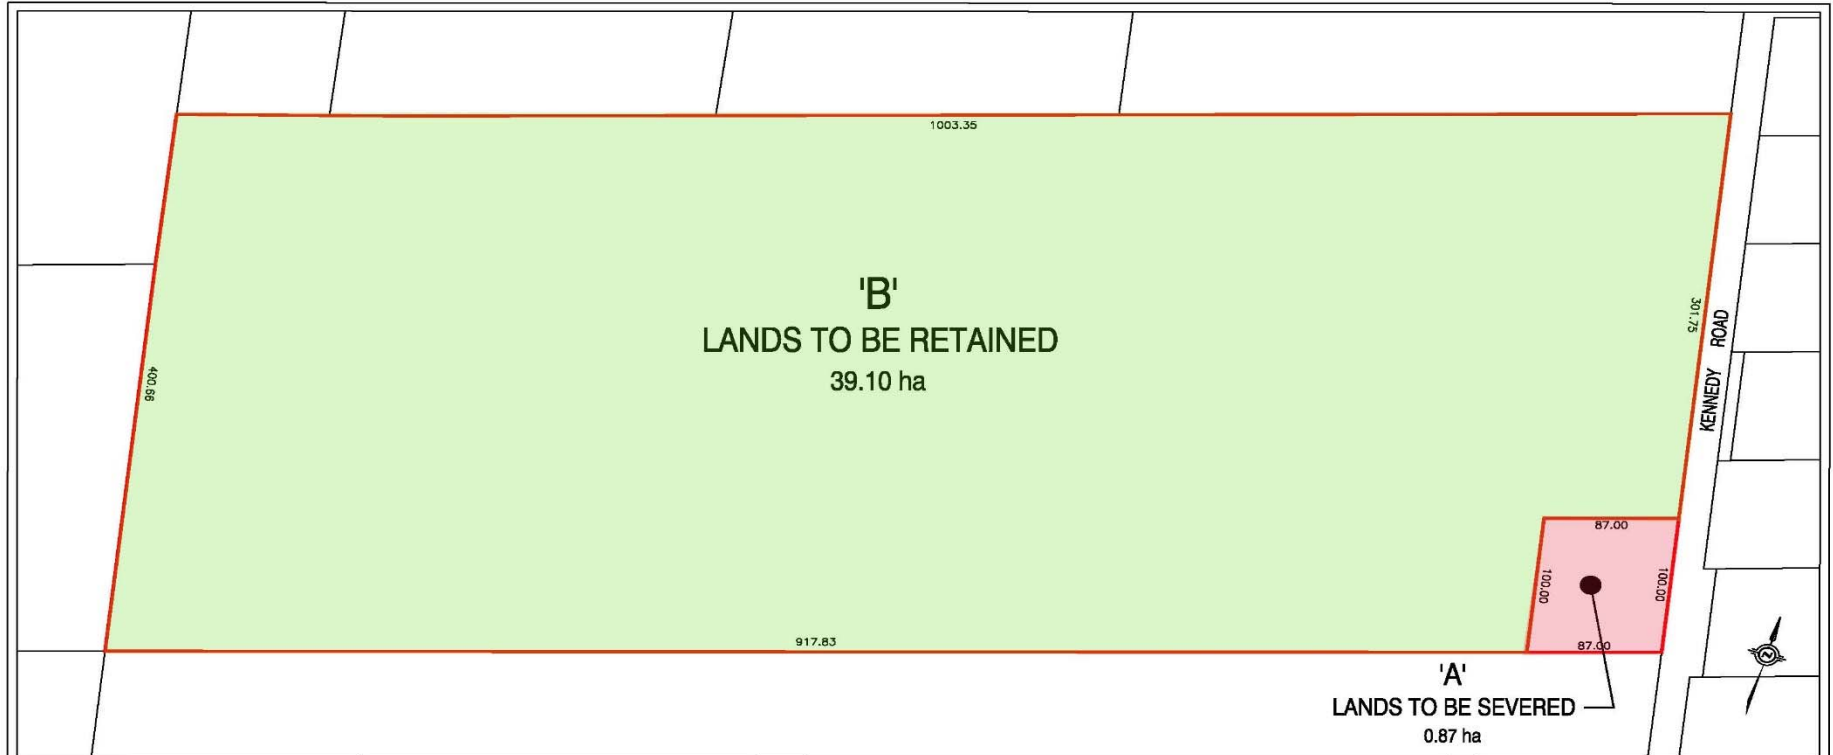 1003.35
'B'
LANDS TO BE RETAINED
39.10 ha
301.75
KENNEDY ROAD
400.66
87.00
100.00
100.00
917.83
87.00
N
'A'
LANDS TO BE SEVERED
0.87 ha